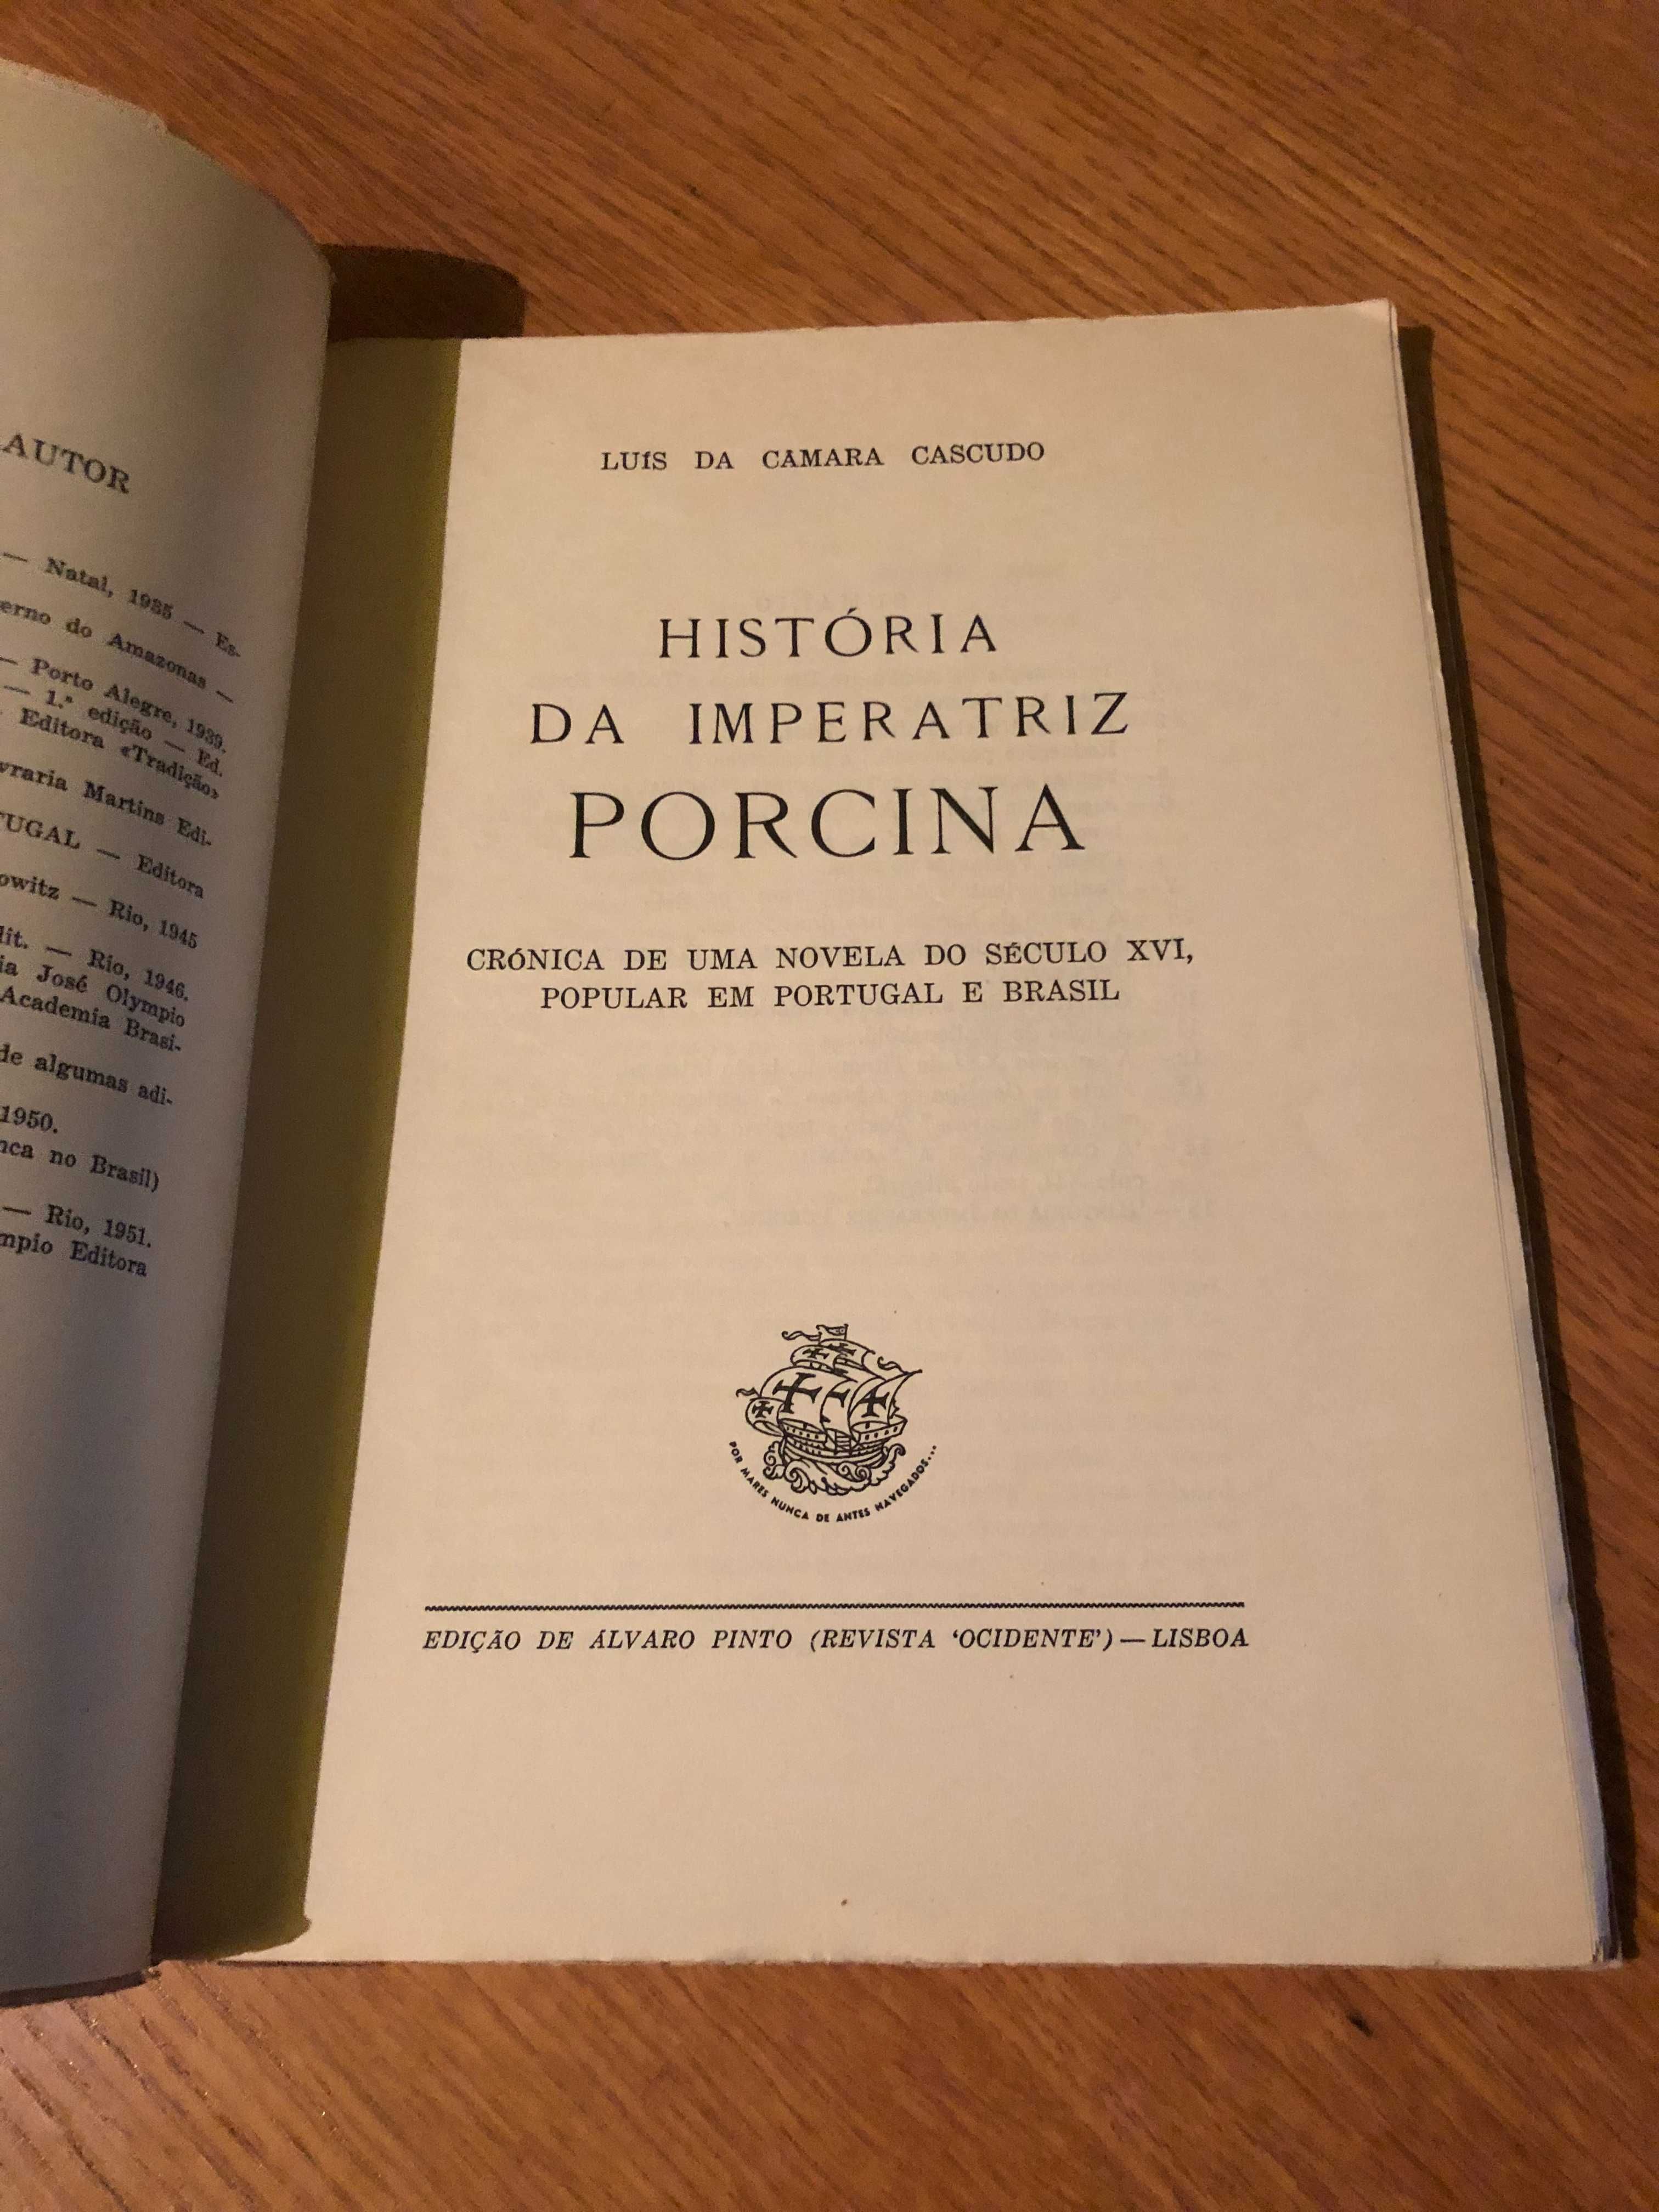 AUTOR
— Natal, 1935 — Es-
erno do Amazonas —
— Porto Alegre, 1939.
— 1.ª edição — Ed.
Editora «Tradição»
vraria Martins Edi-
TUGAL — Editora
owitz — Rio, 1945
dit. — Rio, 1946.
ia José Olympio
Academia Brasi-
de algumas adi-
1950.
nca no Brasil)
— Rio, 1951.
mpio Editora
LUÍS DA CÂMARA CASCUDO
HISTÓRIA
DA IMPERATRIZ
PORCINA
CRÓNICA DE UMA NOVELA DO SÉCULO XVI,
POPULAR EM PORTUGAL E BRASIL
POR MARES NUNCA DE ANTES NAVEGADOS...
EDIÇÃO DE ÁLVARO PINTO (REVISTA ‘OCIDENTE’) — LISBOA